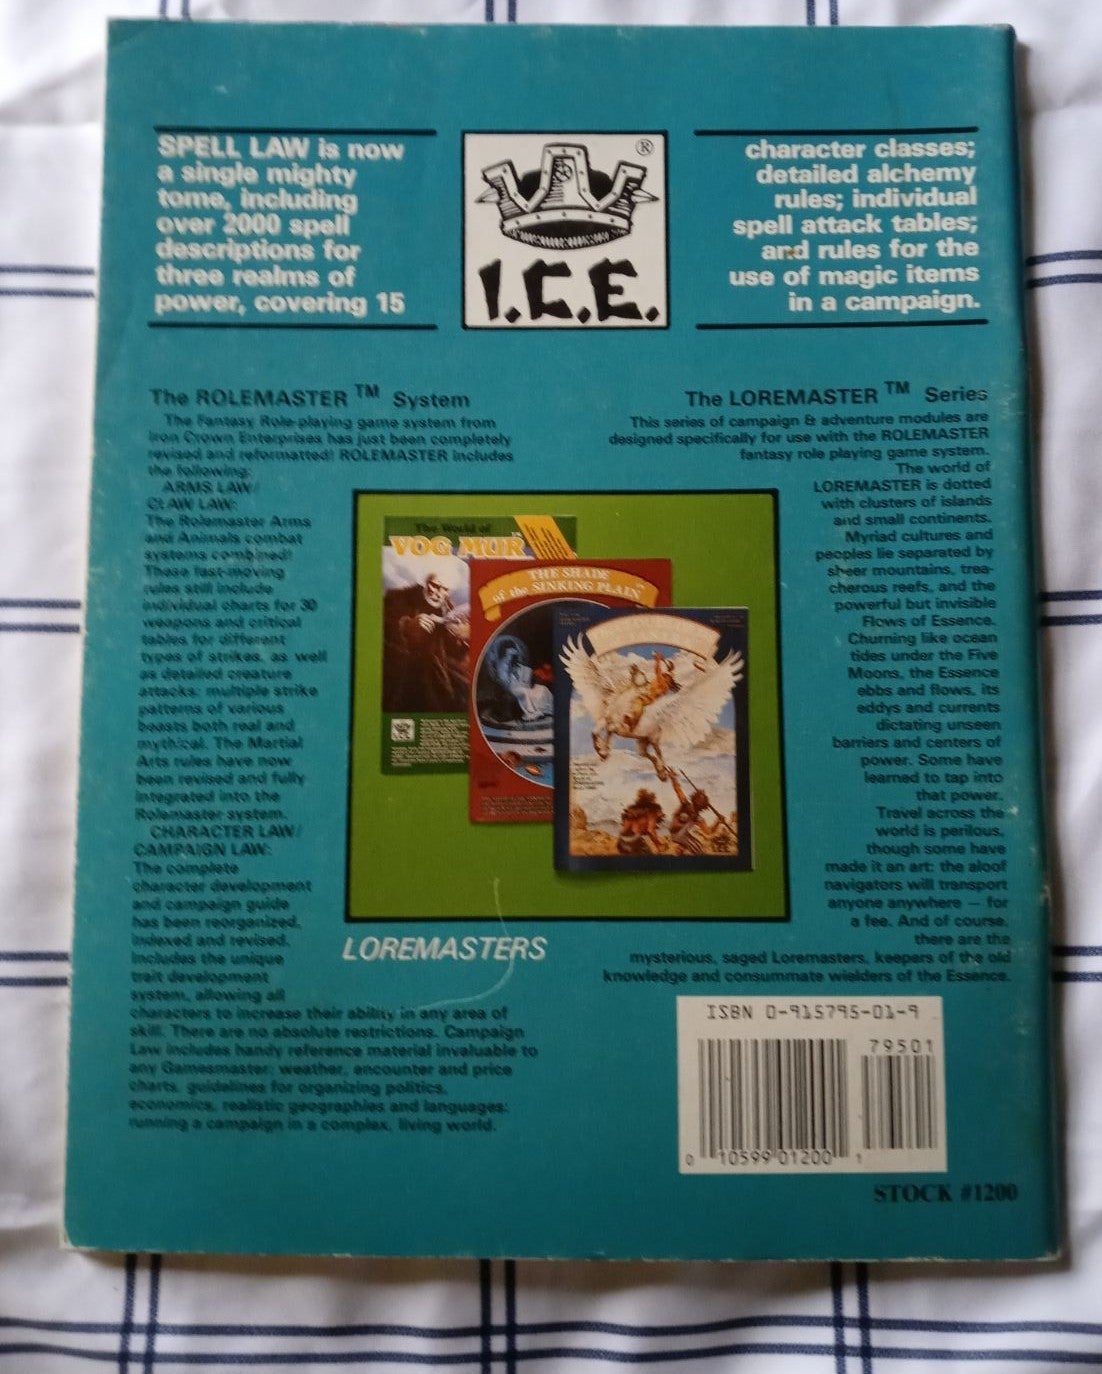 SPELL LAW is now
a single mighty
tome, including
over 2000 spell
descriptions for
three realms of
power, covering 15
®
I.C.E.
character classes;
detailed alchemy
rules; individual
spell attack tables;
and rules for the
use of magic items
in a campaign.
The ROLEMASTER TM System
The Fantasy Role-playing game system from
Iron Crown Enterprises has just been completely
revised and reformatted! ROLEMASTER includes
the following:
ARMS LAW/
CLAW LAW:
The Rolemaster Arms
and Animals combat
systems combined!
These fast-moving
rules still include
individual charts for 30
weapons and critical
tables for different
types of strikes, as well
as detailed creature
attacks: multiple strike
patterns of various
beasts both real and
mythical. The Martial
Arts rules have now
been revised and fully
integrated into the
Rolemaster system.
CHARACTER LAW/
CAMPAIGN LAW:
The complete
character development
and campaign guide
has been reorganized,
indexed and revised.
Includes the unique
trait development
system, allowing all
characters to increase their ability in any area of
skill. There are no absolute restrictions. Campaign
Law includes handy reference material invaluable to
any Gamesmaster: weather, encounter and price
charts, guidelines for organizing politics,
economics, realistic geographies and languages;
running a campaign in a complex, living world.
The World of
VOG MUR
THE SHADE
of the SINKING PLAIN
LOREMASTERS
The LOREMASTER TM Series
This series of campaign & adventure modules are
designed specifically for use with the ROLEMASTER
fantasy role playing game system.
The world of
LOREMASTER is dotted
with clusters of islands
and small continents.
Myriad cultures and
peoples lie separated by
sheer mountains, trea-
cherous reefs, and the
powerful but invisible
Flows of Essence.
Churning like ocean
tides under the Five
Moons, the Essence
ebbs and flows, its
eddys and currents
dictating unseen
barriers and centers of
power. Some have
learned to tap into
that power.
Travel across the
world is perilous,
though some have
made it an art: the aloof
navigators will transport
anyone anywhere — for
a fee. And of course,
there are the
mysterious, saged Loremasters, keepers of the old
knowledge and consummate wielders of the Essence.
ISBN 0-915795-01-9
79501
0 10599 01200 1
STOCK #1200